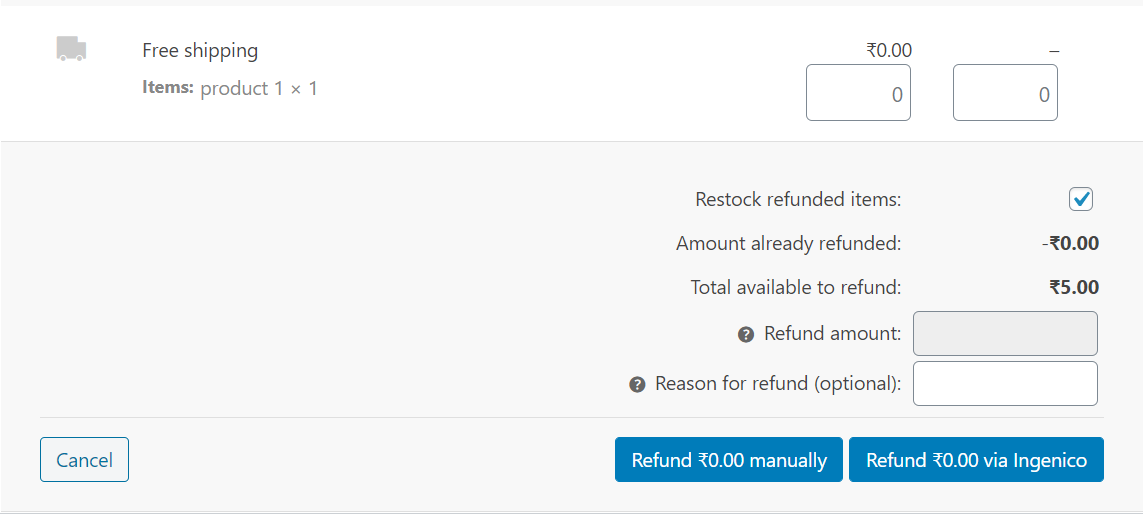 Free shipping ₹0.00 –
Items: product 1 × 1
0 0
Restock refunded items:
Amount already refunded: -₹0.00
Total available to refund: ₹5.00
? Refund amount:
? Reason for refund (optional):
Cancel Refund ₹0.00 manually Refund ₹0.00 via Ingenico